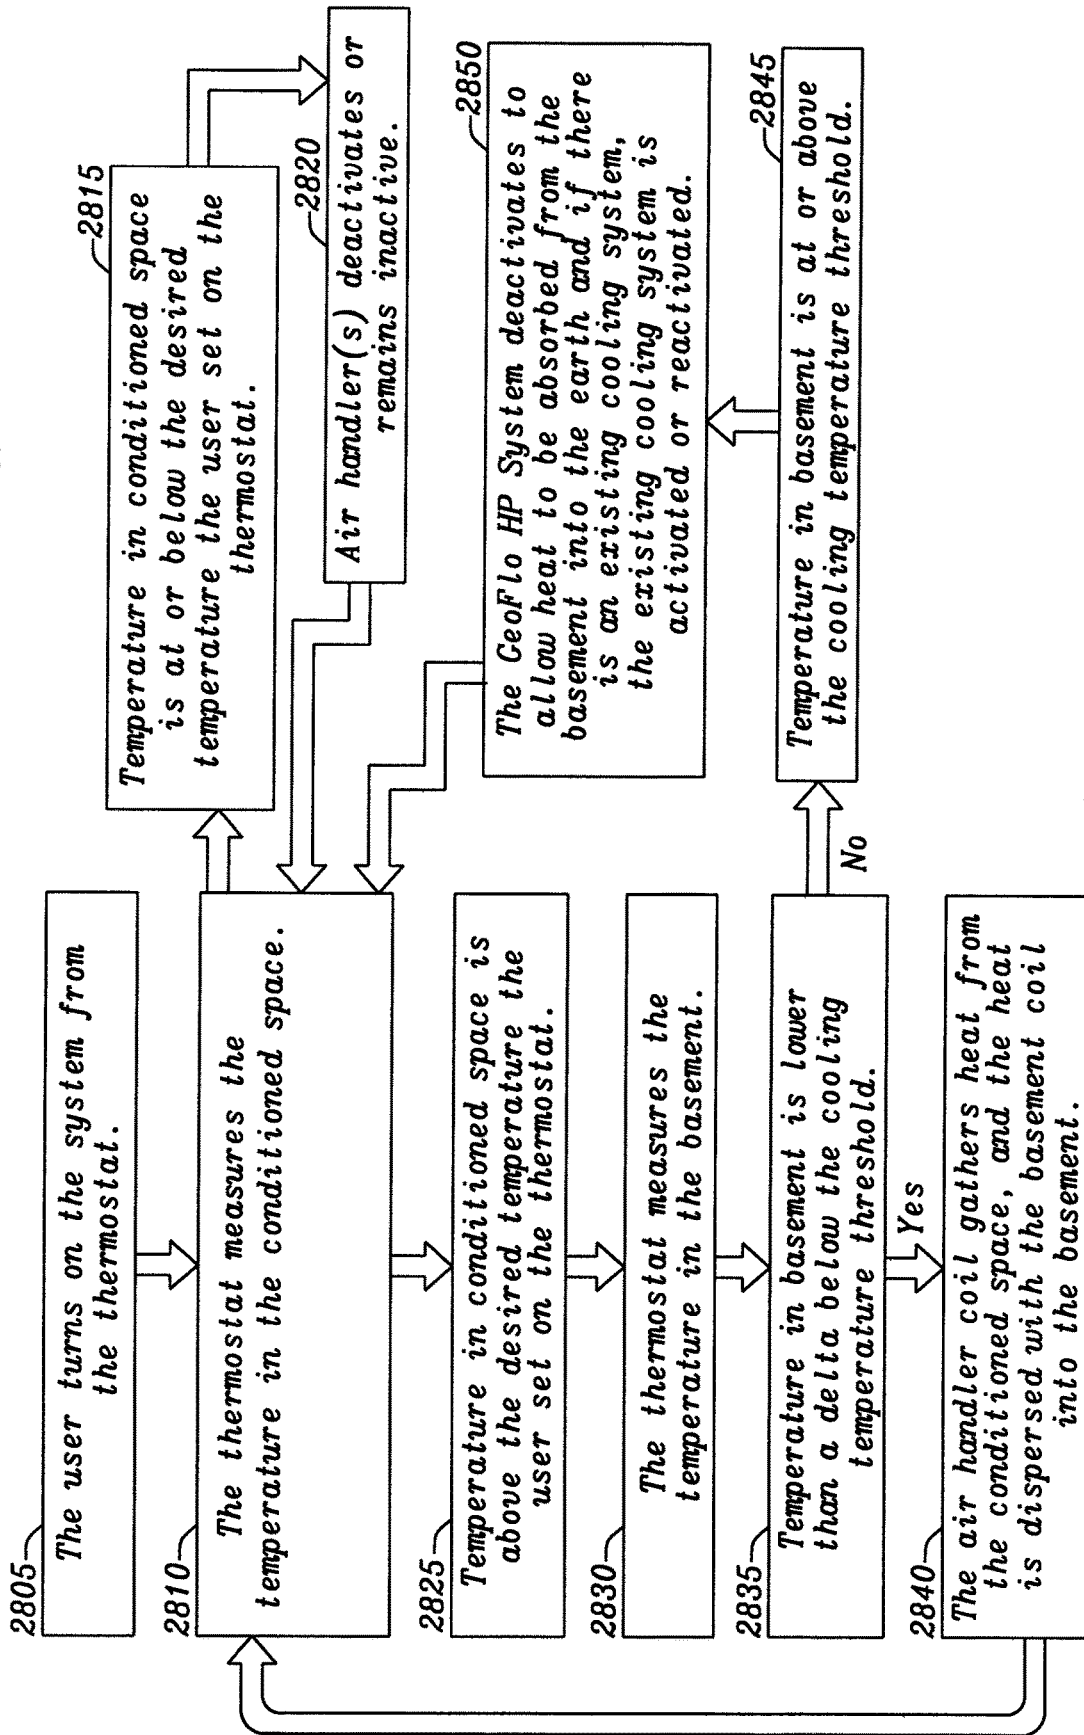 2805
The user turns on the system from
the thermostat.
2810
The thermostat measures the
temperature in the conditioned space.
2815
Temperature in conditioned space
is at or below the desired
temperature the user set on the
thermostat.
2820
Air handler(s) deactivates or
remains inactive.
2825
Temperature in conditioned space is
above the desired temperature the
user set on the thermostat.
2830
The thermostat measures the
temperature in the basement.
2835
Temperature in basement is lower
than a delta below the cooling
temperature threshold.
Yes
No
2840
The air handler coil gathers heat from
the conditioned space, and the heat
is dispersed with the basement coil
into the basement.
2845
Temperature in basement is at or above
the cooling temperature threshold.
2850
The GeoFlo HP System deactivates to
allow heat to be absorbed from the
basement into the earth and if there
is an existing cooling system,
the existing cooling system is
activated or reactivated.